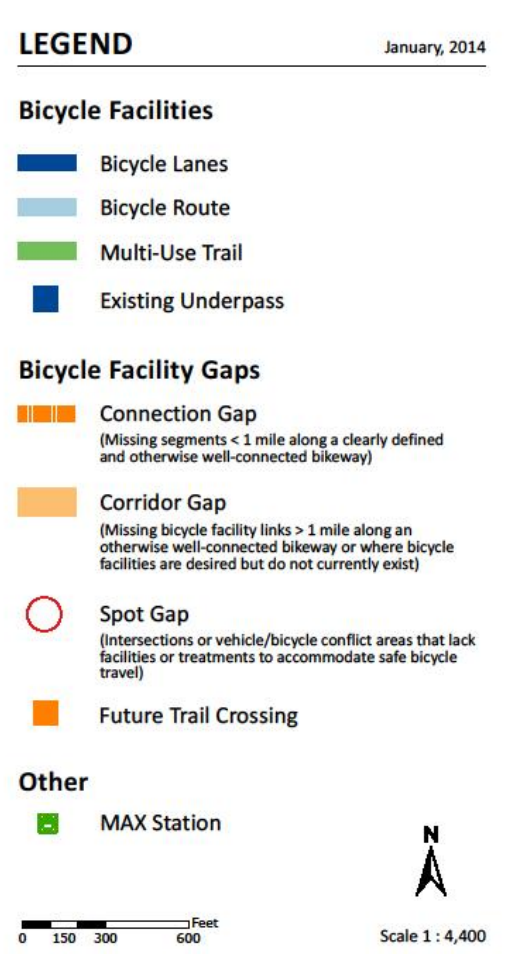 LEGEND
January, 2014
Bicycle Facilities
Bicycle Lanes
Bicycle Route
Multi-Use Trail
Existing Underpass
Bicycle Facility Gaps
Connection Gap
(Missing segments < 1 mile along a clearly defined
and otherwise well-connected bikeway)
Corridor Gap
(Missing bicycle facility links > 1 mile along an
otherwise well-connected bikeway or where bicycle
facilities are desired but do not currently exist)
Spot Gap
(Intersections or vehicle/bicycle conflict areas that lack
facilities or treatments to accommodate safe bicycle
travel)
Future Trail Crossing
Other
MAX Station
N
Feet
0 150 300 600
Scale 1 : 4,400